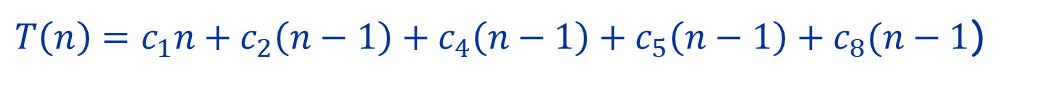 T(n) = c₁n + c₂(n − 1) + c₄(n − 1) + c₅(n − 1) + c₈(n − 1)